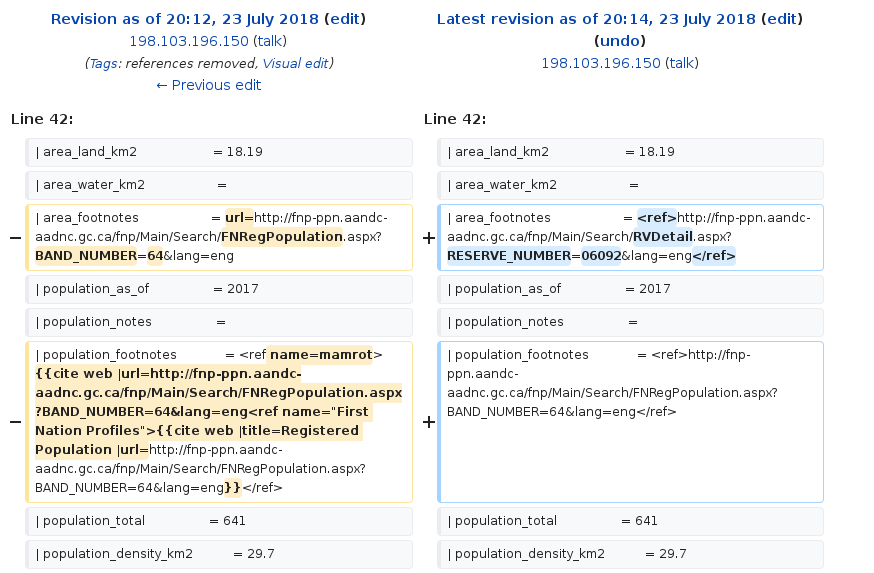 Revision as of 20:12, 23 July 2018 (edit)
198.103.196.150 (talk)
(Tags: references removed, Visual edit)
← Previous edit
Latest revision as of 20:14, 23 July 2018 (edit)
(undo)
198.103.196.150 (talk)
Line 42:
Line 42:
| area_land_km2 = 18.19
| area_land_km2 = 18.19
| area_water_km2 =
| area_water_km2 =
−
| area_footnotes = url=http://fnp-ppn.aandc-
aadnc.gc.ca/fnp/Main/Search/FNRegPopulation.aspx?
BAND_NUMBER=64&lang=eng
+
| area_footnotes = <ref>http://fnp-ppn.aandc-
aadnc.gc.ca/fnp/Main/Search/RVDetail.aspx?
RESERVE_NUMBER=06092&lang=eng</ref>
| population_as_of = 2017
| population_as_of = 2017
| population_notes =
| population_notes =
−
| population_footnotes = <ref name=mamrot>
{{cite web |url=http://fnp-ppn.aandc-
aadnc.gc.ca/fnp/Main/Search/FNRegPopulation.aspx
?BAND_NUMBER=64&lang=eng<ref name="First
Nation Profiles">{{cite web |title=Registered
Population |url=http://fnp-ppn.aandc-
aadnc.gc.ca/fnp/Main/Search/FNRegPopulation.aspx?
BAND_NUMBER=64&lang=eng}}</ref>
+
| population_footnotes = <ref>http://fnp-
ppn.aandc-
aadnc.gc.ca/fnp/Main/Search/FNRegPopulation.aspx?
BAND_NUMBER=64&lang=eng</ref>
| population_total = 641
| population_total = 641
| population_density_km2 = 29.7
| population_density_km2 = 29.7